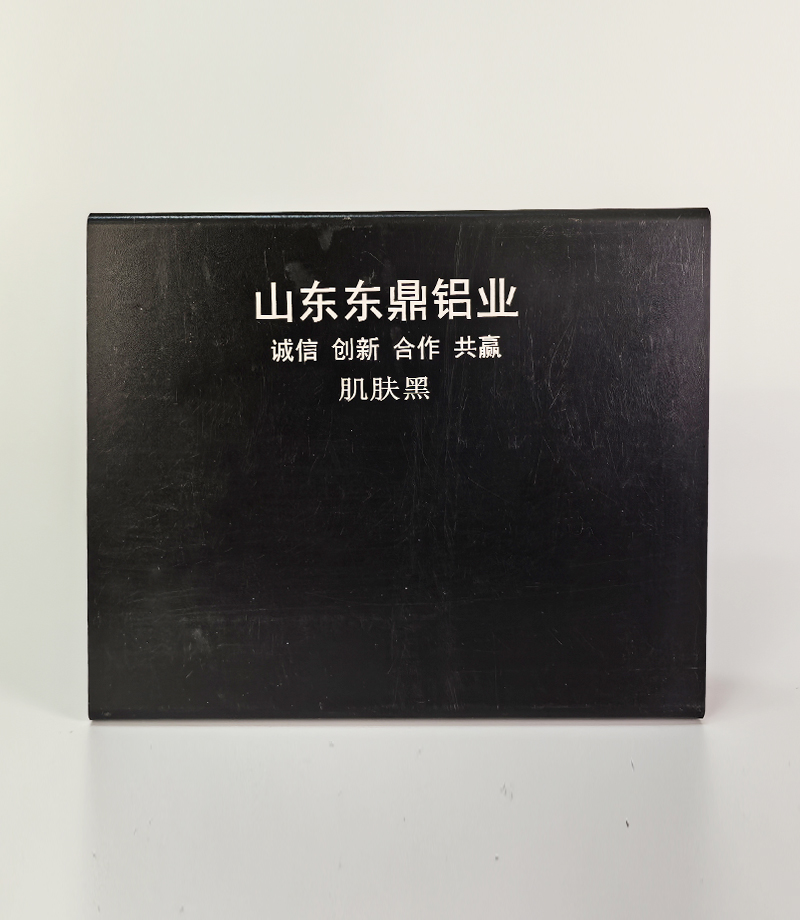 山东东鼎铝业
诚信 创新 合作 共赢
肌肤黑